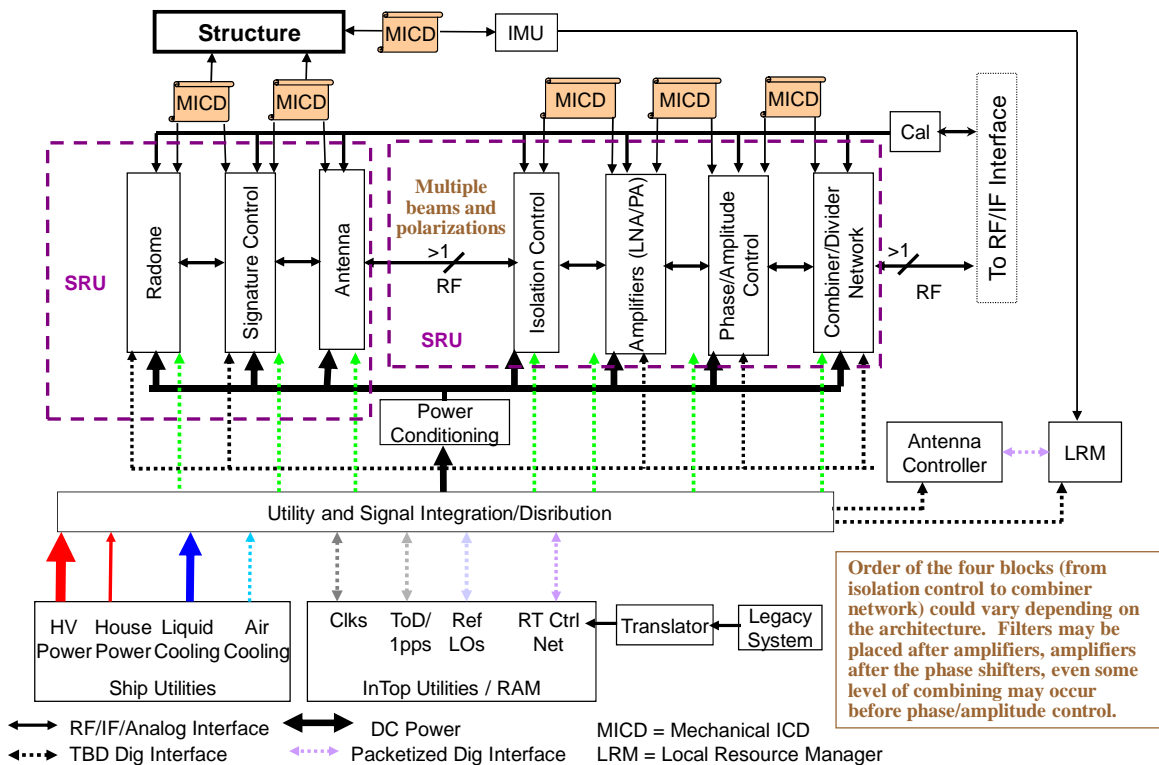 Structure
MICD
IMU
MICD
MICD
MICD
MICD
MICD
Cal
To RF/IF Interface
SRU
Radome
Signature Control
Antenna
Multiple
beams and
polarizations
>1
RF
SRU
Isolation Control
Amplifiers (LNA/PA)
Phase/Amplitude
Control
Combiner/Divider
Network
>1
RF
Power
Conditioning
Antenna
Controller
LRM
Utility and Signal Integration/Disribution
HV
Power
House
Power
Liquid
Cooling
Air
Cooling
Ship Utilities
Clks
ToD/
1pps
Ref
LOs
RT Ctrl
Net
InTop Utilities / RAM
Translator
Legacy
System
Order of the four blocks (from
isolation control to combiner
network) could vary depending on
the architecture.  Filters may be
placed after amplifiers, amplifiers
after the phase shifters, even some
level of combining may occur
before phase/amplitude control.
RF/IF/Analog Interface
DC Power
MICD = Mechanical ICD
TBD Dig Interface
Packetized Dig Interface
LRM = Local Resource Manager